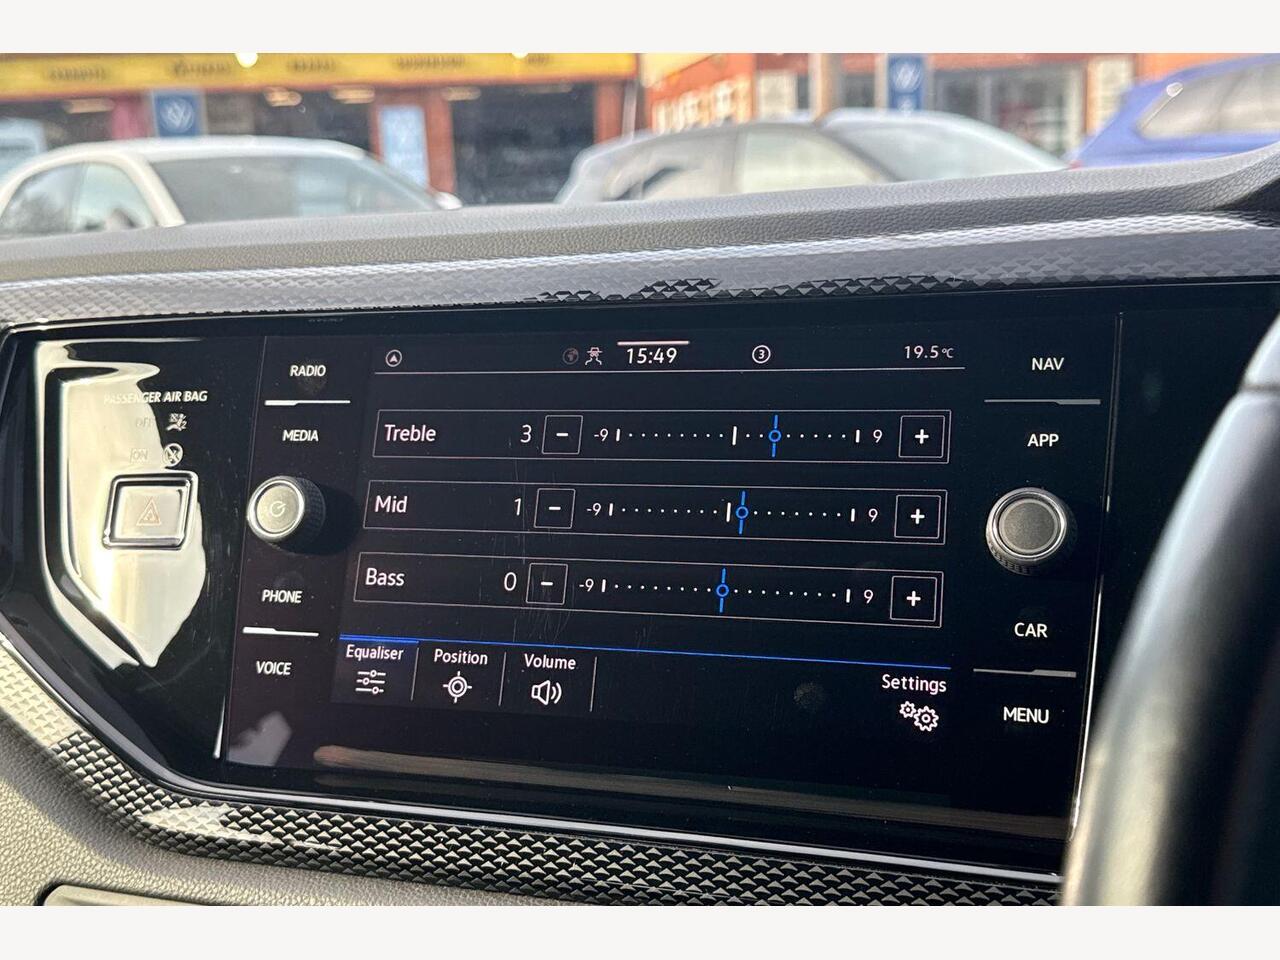 PASSENGER AIR BAG
OFF
ON
RADIO
MEDIA
PHONE
VOICE
15:49
3
19.5°C
Treble 3 - -9 9 +
Mid 1 - -9 9 +
Bass 0 - -9 9 +
Equaliser
Position
Volume
Settings
NAV
APP
CAR
MENU